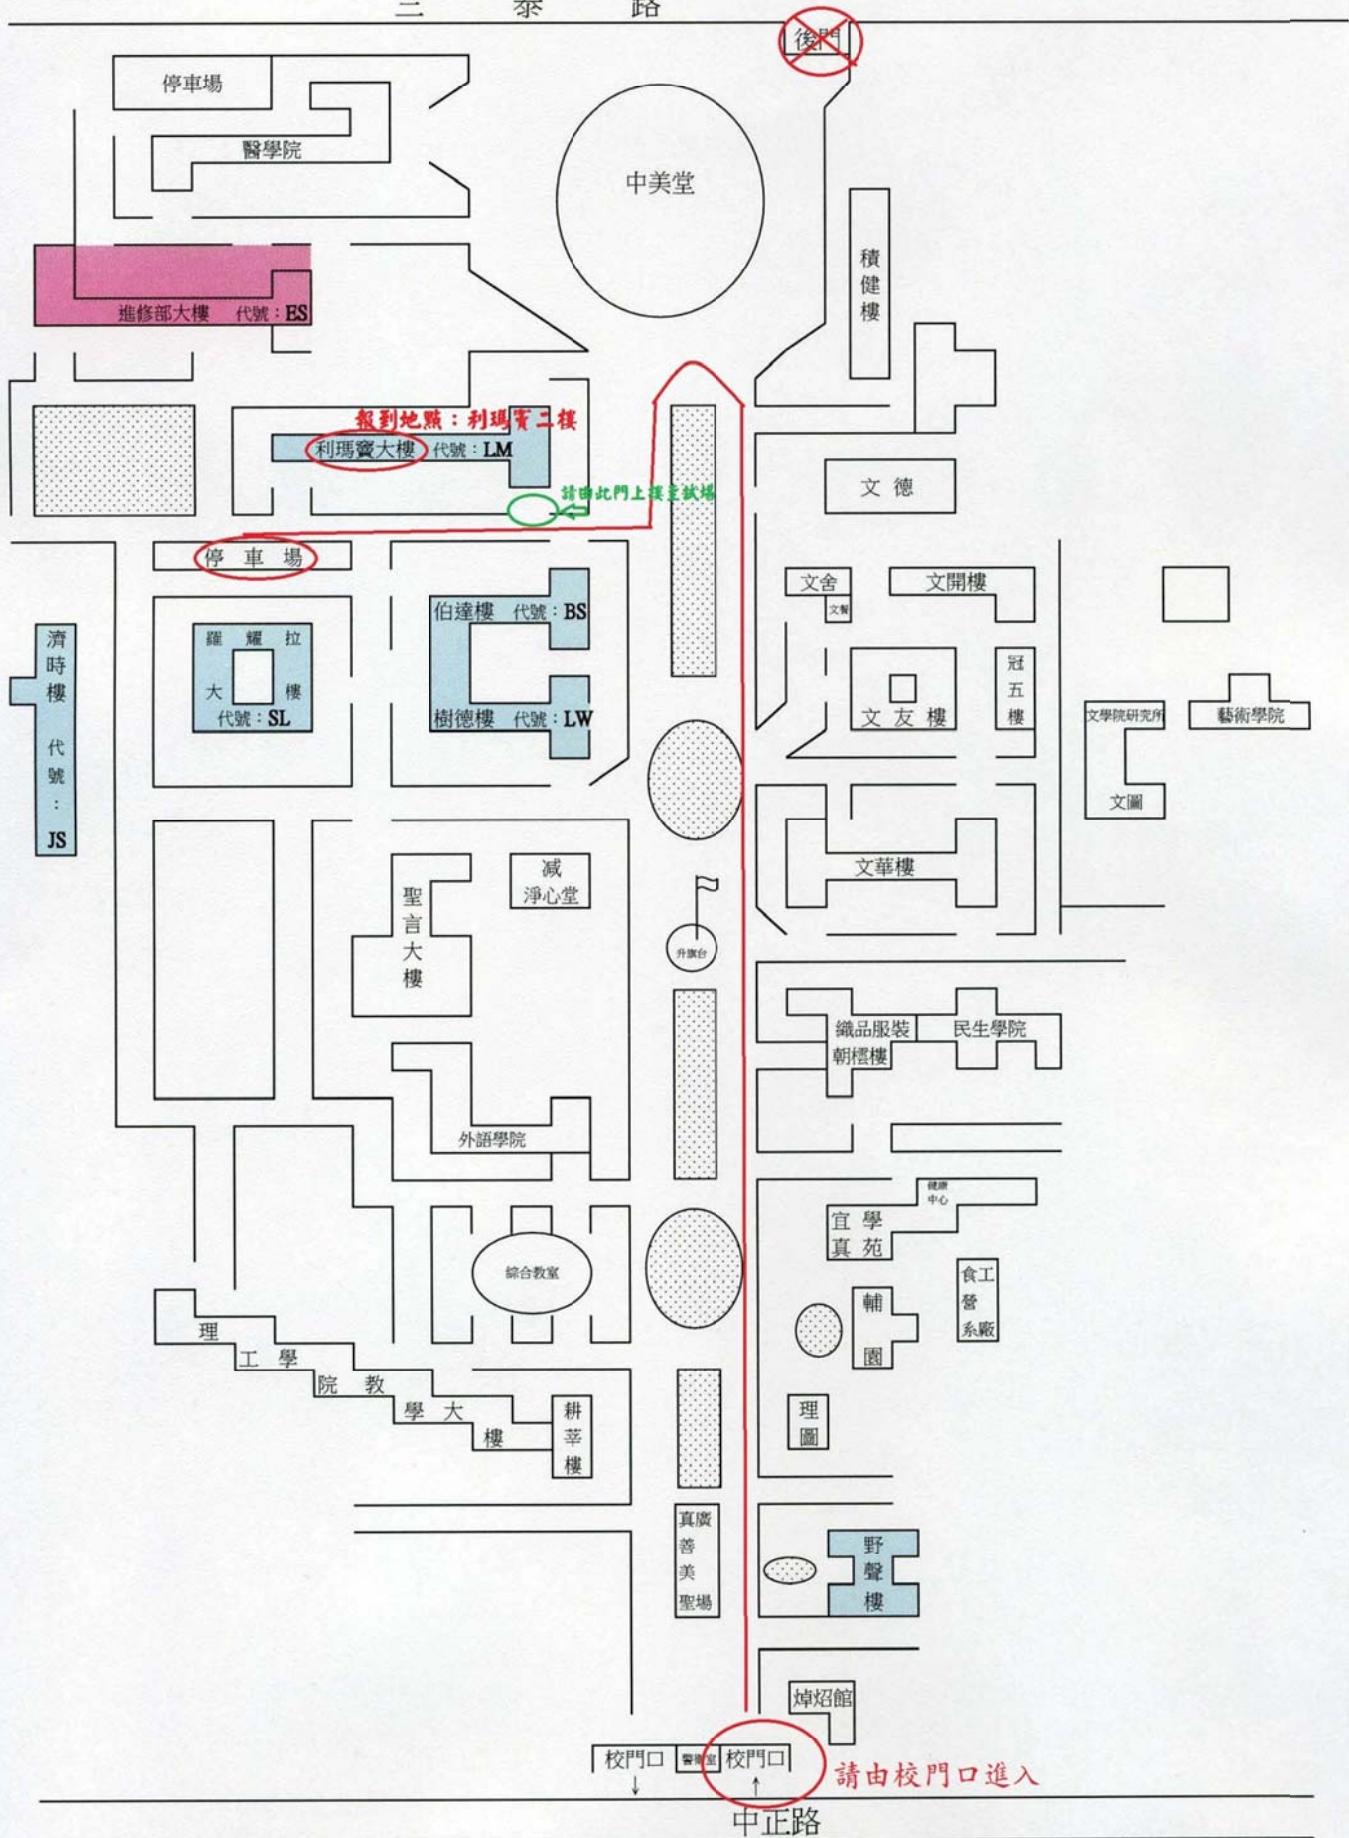 三 泰 路
後門
停車場
醫學院
中美堂
積健樓
進修部大樓 代號：ES
報到地點：利瑪竇二樓
利瑪竇大樓 代號：LM
請由此門上樓至試場
文 德
停 車 場
文舍
文餐
文開樓
伯達樓 代號：BS
濟時樓 代號：JS
羅 耀 拉
大 樓
代號：SL
樹德樓 代號：LW
文 友 樓
冠五樓
文學院研究所
文圖
藝術學院
文華樓
淨心堂
聖言大樓
升旗台
織品服裝
朝橒樓
民生學院
外語學院
健康
中心
宜 學
真 苑
綜合教室
食工
營
系廠
輔園
理工學院教學大樓
耕莘樓
理圖
真廣
善
美
聖場
野聲樓
焯炤館
校門口
警衛室
校門口
請由校門口進入
↓
↑
中正路